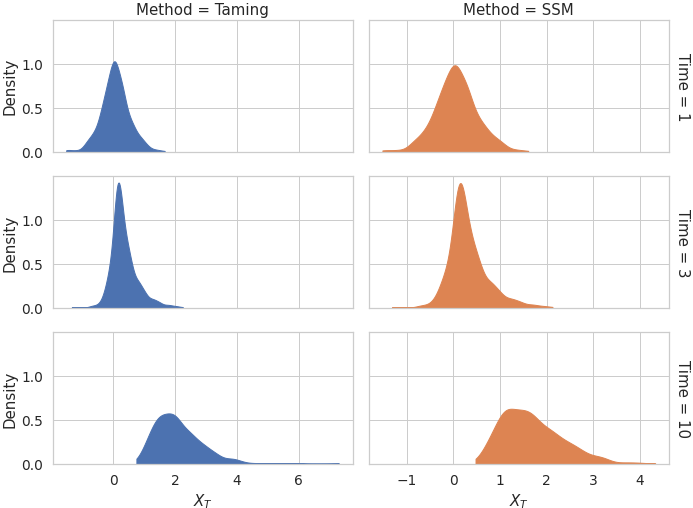 Method = Taming
Method = SSM
Density
1.0
0.5
0.0
Time = 1
Density
1.0
0.5
0.0
Time = 3
Density
1.0
0.5
0.0
Time = 10
0 2 4 6
−1 0 1 2 3 4
X_T
X_T